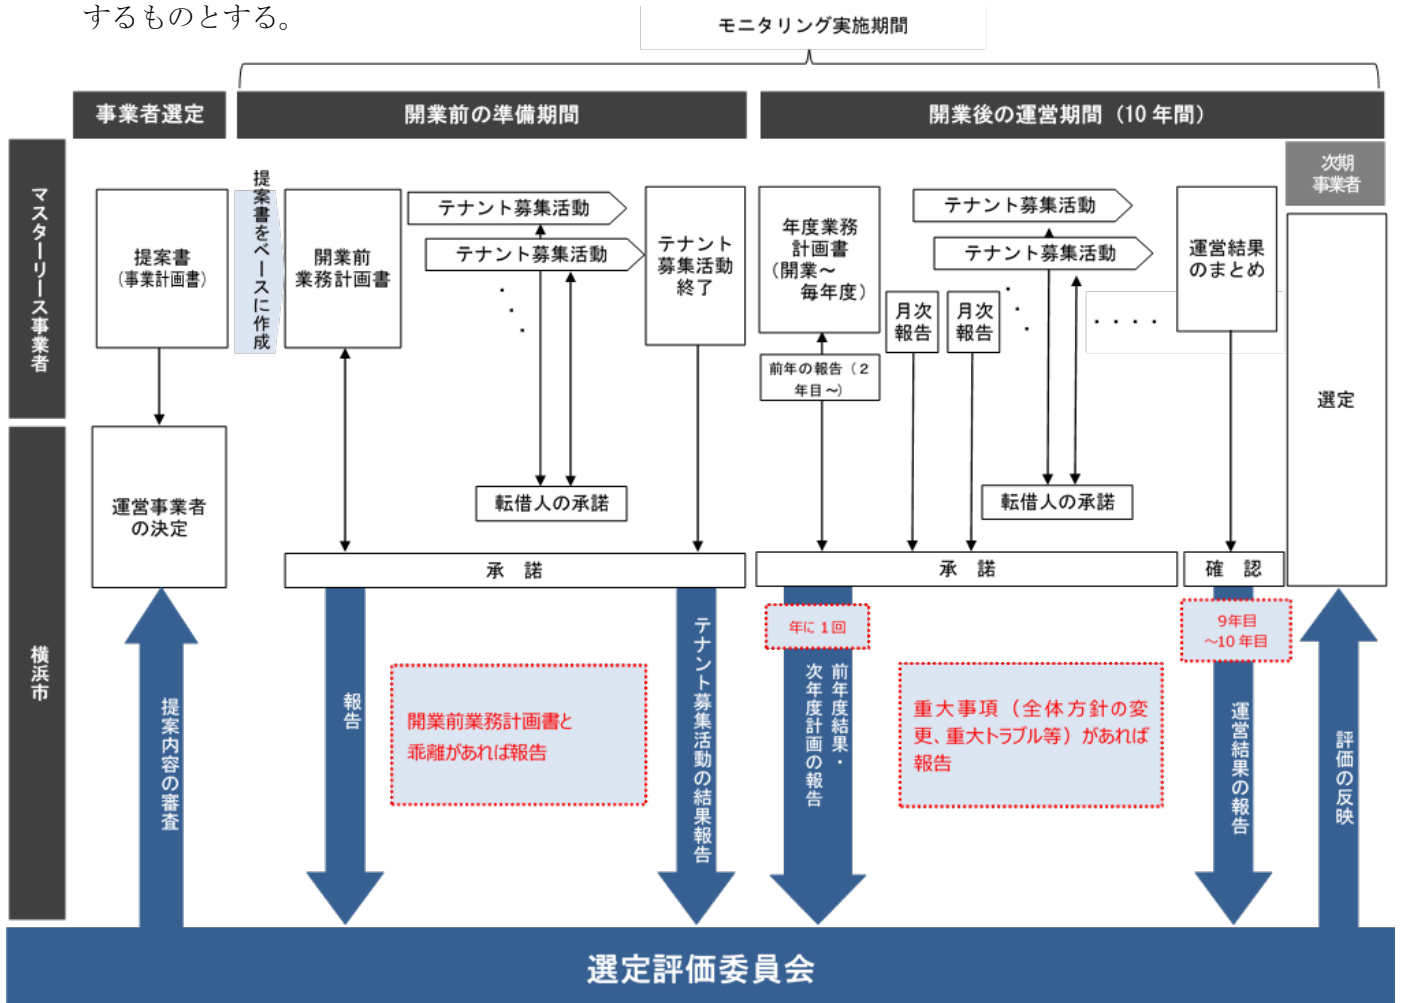 するものとする。
モニタリング実施期間
事業者選定
開業前の準備期間
開業後の運営期間（10 年間）
マスターリース事業者
提案書
（事業計画書）
提案書をベースに作成
開業前
業務計画書
テナント募集活動
テナント募集活動
・
・
・
テナント
募集活動
終了
年度業務
計画書
（開業～
毎年度）
前年の報告（２
年目～）
月次
報告
月次
報告
テナント募集活動
テナント募集活動
・
・
・
・・・・
運営結果
のまとめ
次期
事業者
選定
転借人の承諾
転借人の承諾
横浜市
運営事業者
の決定
承　諾
承　諾
確　認
提案内容の審査
報告
開業前業務計画書と
乖離があれば報告
テナント募集活動の結果報告
年に 1 回
前年度結果・
次年度計画の報告
重大事項（全体方針の変
更、重大トラブル等）があれば
報告
9年目
～10 年目
運営結果の報告
評価の反映
選定評価委員会